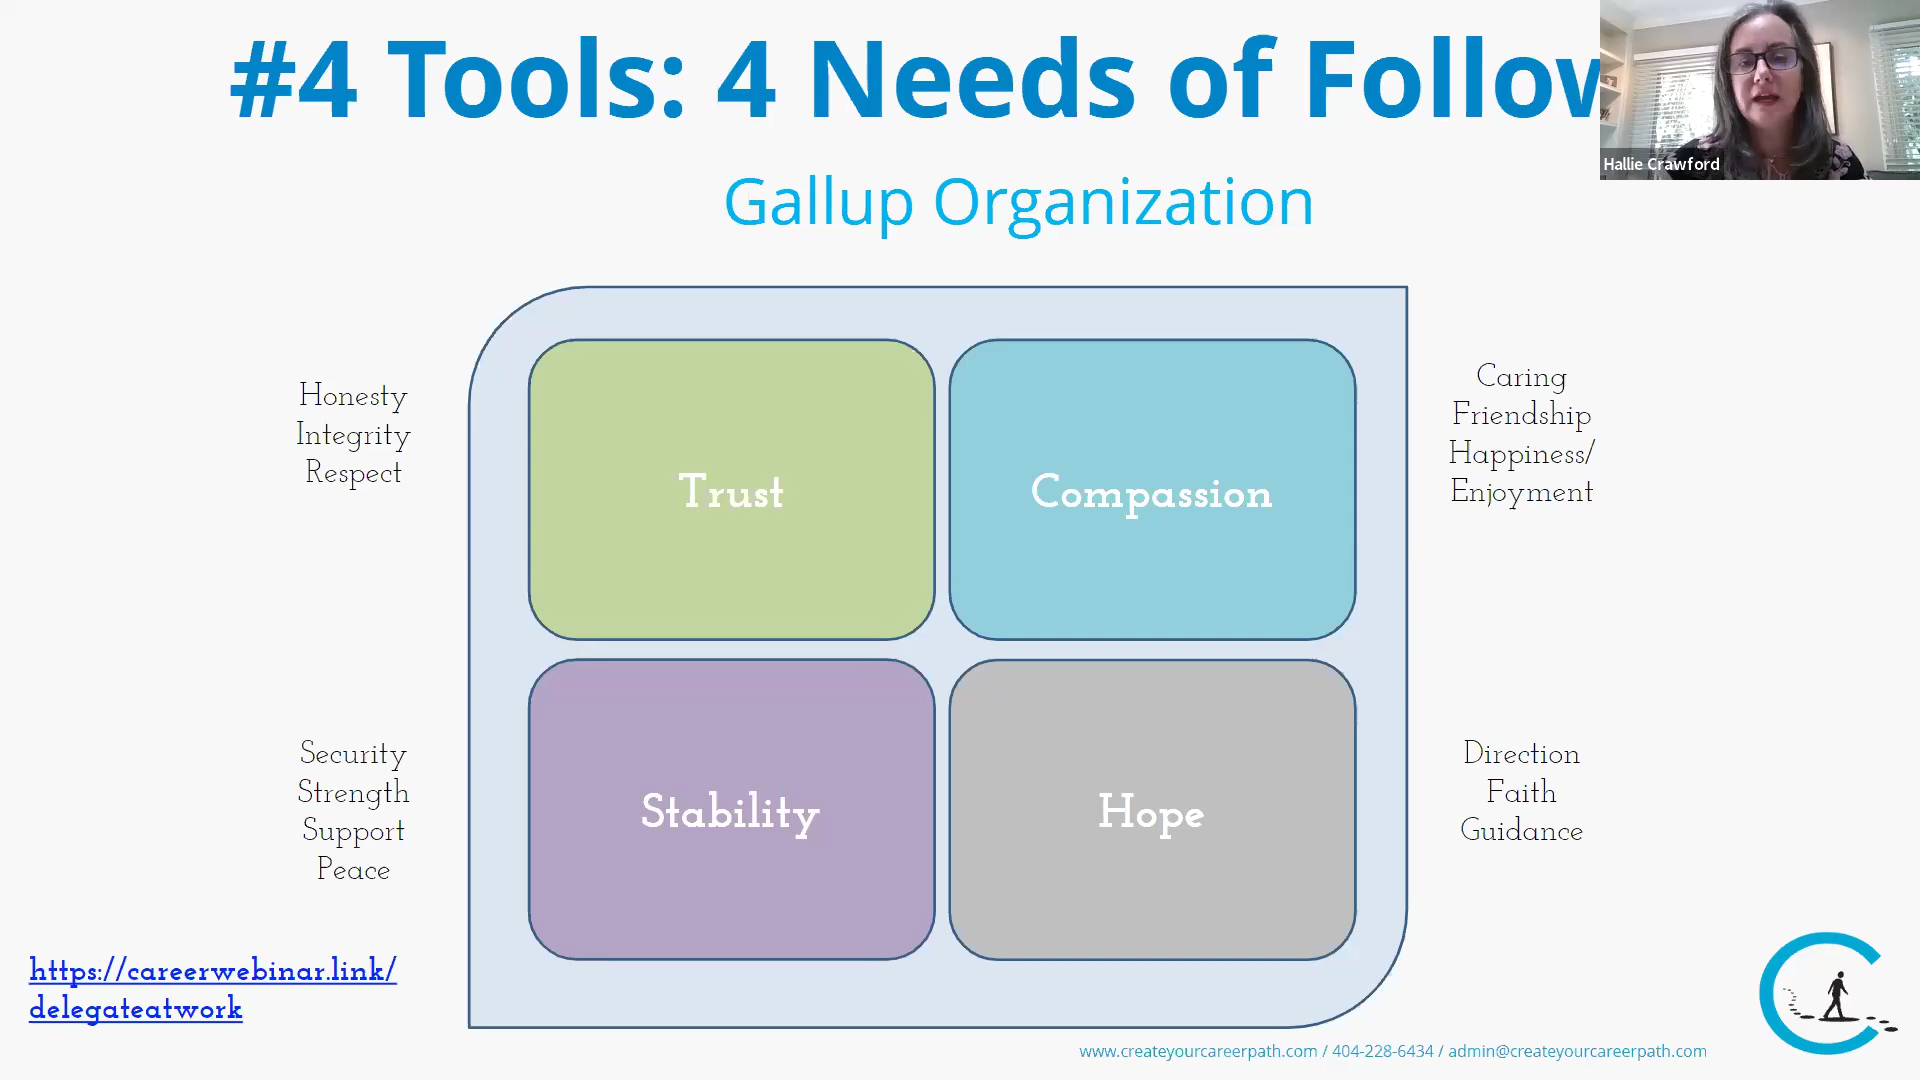 #4 Tools: 4 Needs of Follow
Hallie Crawford
Gallup Organization
Honesty
Integrity
Respect
Trust
Compassion
Caring
Friendship
Happiness/
Enjoyment
Security
Strength
Support
Peace
Stability
Hope
Direction
Faith
Guidance
https://careerwebinar.link/
delegateatwork
www.createyourcareerpath.com / 404-228-6434 / admin@createyourcareerpath.com